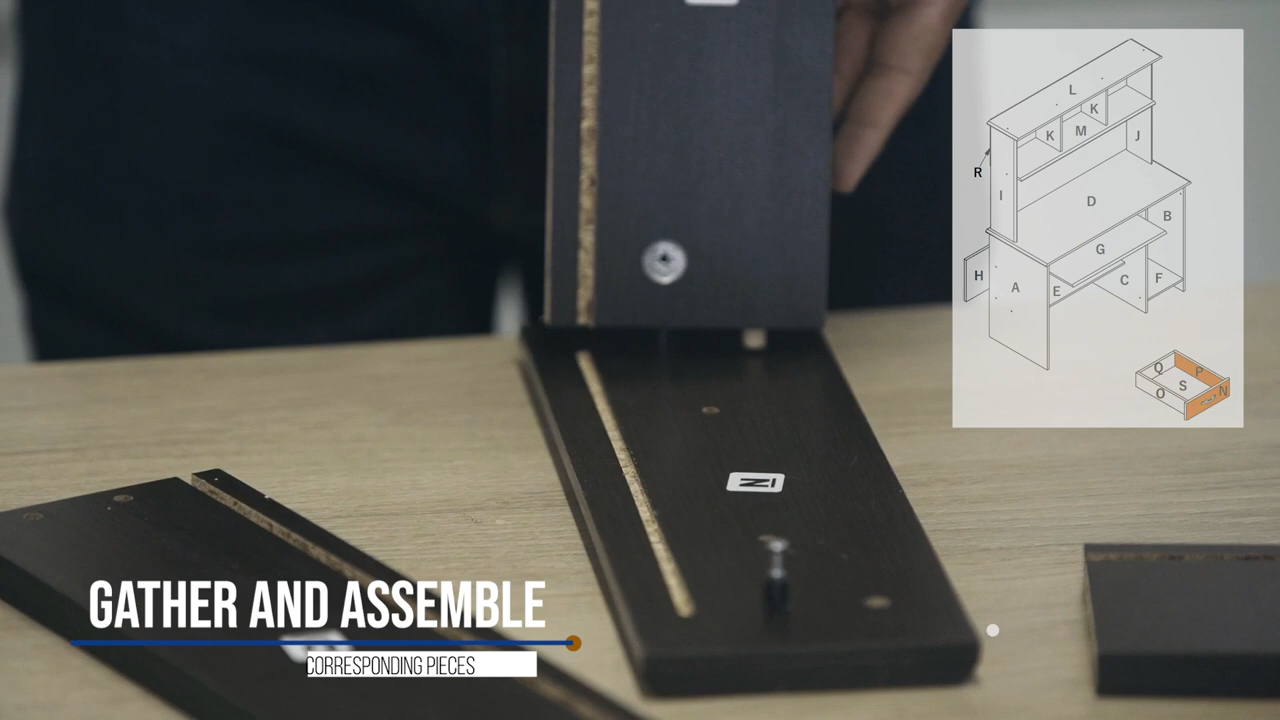 L
K
K
M
J
R
I
D
B
G
H
A
E
C
F
Q
P
S
N
O
N
GATHER AND ASSEMBLE
CORRESPONDING PIECES